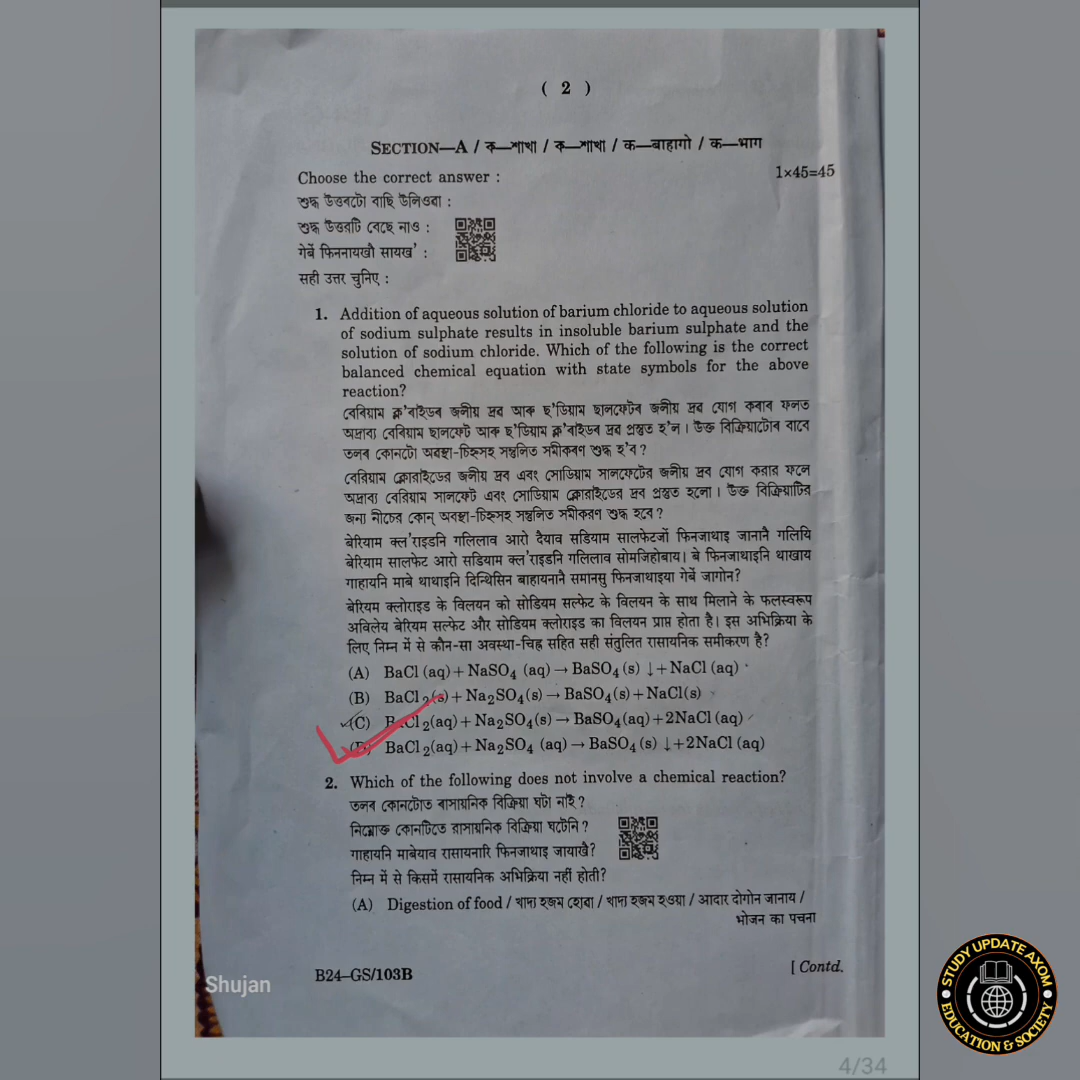 ( 2 )
SECTION—A / ক—শাখা / ক—শাখা / क—बाहागो / क—भाग
Choose the correct answer :
1×45=45
শুদ্ধ উত্তৰটো বাছি উলিওৱা :
শুদ্ধ উত্তরটি বেছে নাও :
गेबें फिननायखौ सायख' :
सही उत्तर चुनिए :
1. Addition of aqueous solution of barium chloride to aqueous solution
of sodium sulphate results in insoluble barium sulphate and the
solution of sodium chloride. Which of the following is the correct
balanced chemical equation with state symbols for the above
reaction?
বেৰিয়াম ক্ল'ৰাইডৰ জলীয় দ্ৰৱ আৰু ছ'ডিয়াম ছালফেটৰ জলীয় দ্ৰৱ যোগ কৰাৰ ফলত
অদ্ৰাব্য বেৰিয়াম ছালফেট আৰু ছ'ডিয়াম ক্ল'ৰাইডৰ দ্ৰৱ প্ৰস্তুত হ'ল। উক্ত বিক্ৰিয়াটোৰ বাবে
তলৰ কোনটো অৱস্থা-চিহ্নসহ সন্তুলিত সমীকৰণ শুদ্ধ হ'ব?
বেরিয়াম ক্লোরাইডের জলীয় দ্রব এবং সোডিয়াম সালফেটের জলীয় দ্রব যোগ করার ফলে
অদ্রাব্য বেরিয়াম সালফেট এবং সোডিয়াম ক্লোরাইডের দ্রব প্রস্তুত হলো। উক্ত বিক্রিয়াটির
জন্য নীচের কোন্ অবস্থা-চিহ্নসহ সন্তুলিত সমীকরণ শুদ্ধ হবে?
बेरियाम क्ल'राइडनि गलिलाव आरो दैयाव सडियाम सालफेटजों फिनजाथाइ जानानै गलियि
बेरियाम सालफेट आरो सडियाम क्ल'राइडनि गलिलाव सोमजिहोबाय। बे फिनजाथाइनि थाखाय
गाहायनि माबे थाथाइनि दिन्थिसिन बाहायनानै समानसु फिनजाथाइया गेबें जागोन?
बेरियम क्लोराइड के विलयन को सोडियम सल्फेट के विलयन के साथ मिलाने के फलस्वरूप
अविलेय बेरियम सल्फेट और सोडियम क्लोराइड का विलयन प्राप्त होता है। इस अभिक्रिया के
लिए निम्न में से कौन-सा अवस्था-चिह्न सहित सही संतुलित रासायनिक समीकरण है?
(A) BaCl (aq) + NaSO₄ (aq) → BaSO₄ (s) ↓ + NaCl (aq)
(B) BaCl₂(s) + Na₂SO₄(s) → BaSO₄(s) + NaCl(s)
(C) BaCl₂(aq) + Na₂SO₄(s) → BaSO₄(aq) + 2NaCl (aq)
(D) BaCl₂(aq) + Na₂SO₄ (aq) → BaSO₄ (s) ↓ +2NaCl (aq)
2. Which of the following does not involve a chemical reaction?
তলৰ কোনটোত ৰাসায়নিক বিক্ৰিয়া ঘটা নাই?
নিম্নোক্ত কোনটিতে রাসায়নিক বিক্রিয়া ঘটেনি?
गाहायनि माबेयाव रासायनारि फिनजाथाइ जायाखै?
निम्न में से किसमें रासायनिक अभिक्रिया नहीं होती?
(A) Digestion of food / খাদ্য হজম হোৱা / খাদ্য হজম হওয়া / आदार दोगोन जानाय /
भोजन का पचना
B24–GS/103B
[ Contd.
Shujan
4/34
STUDY UPDATE AXOM
EDUCATION & SOCIETY